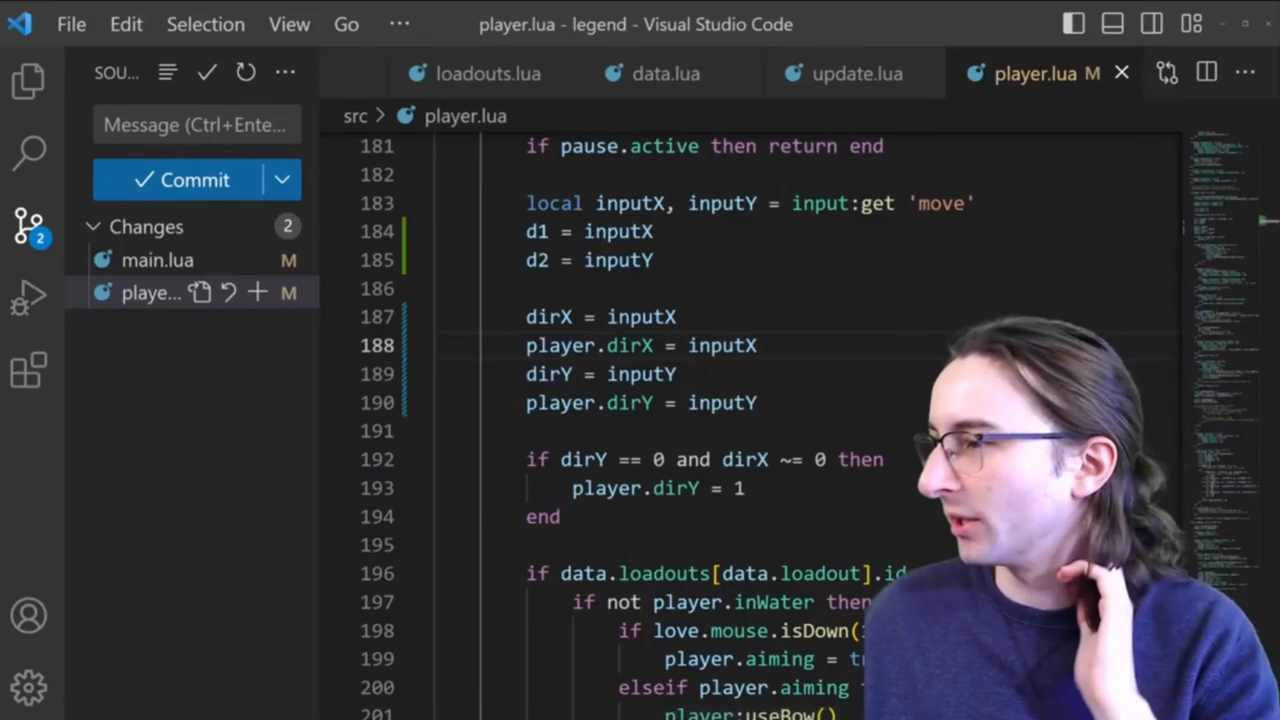 File Edit Selection View Go ··· player.lua - legend - Visual Studio Code
SOU...
loadouts.lua data.lua update.lua player.lua M
Message (Ctrl+Ente...
src > player.lua
Commit
Changes 2
main.lua M
playe... M
2
181 if pause.active then return end
182
183 local inputX, inputY = input:get 'move'
184 d1 = inputX
185 d2 = inputY
186
187 dirX = inputX
188 player.dirX = inputX
189 dirY = inputY
190 player.dirY = inputY
191
192 if dirY == 0 and dirX ~= 0 then
193 player.dirY = 1
194 end
195
196 if data.loadouts[data.loadout].id
197 if not player.inWater then
198 if love.mouse.isDown(
199 player.aiming = t
200 elseif player.aiming
201 player:useBow()